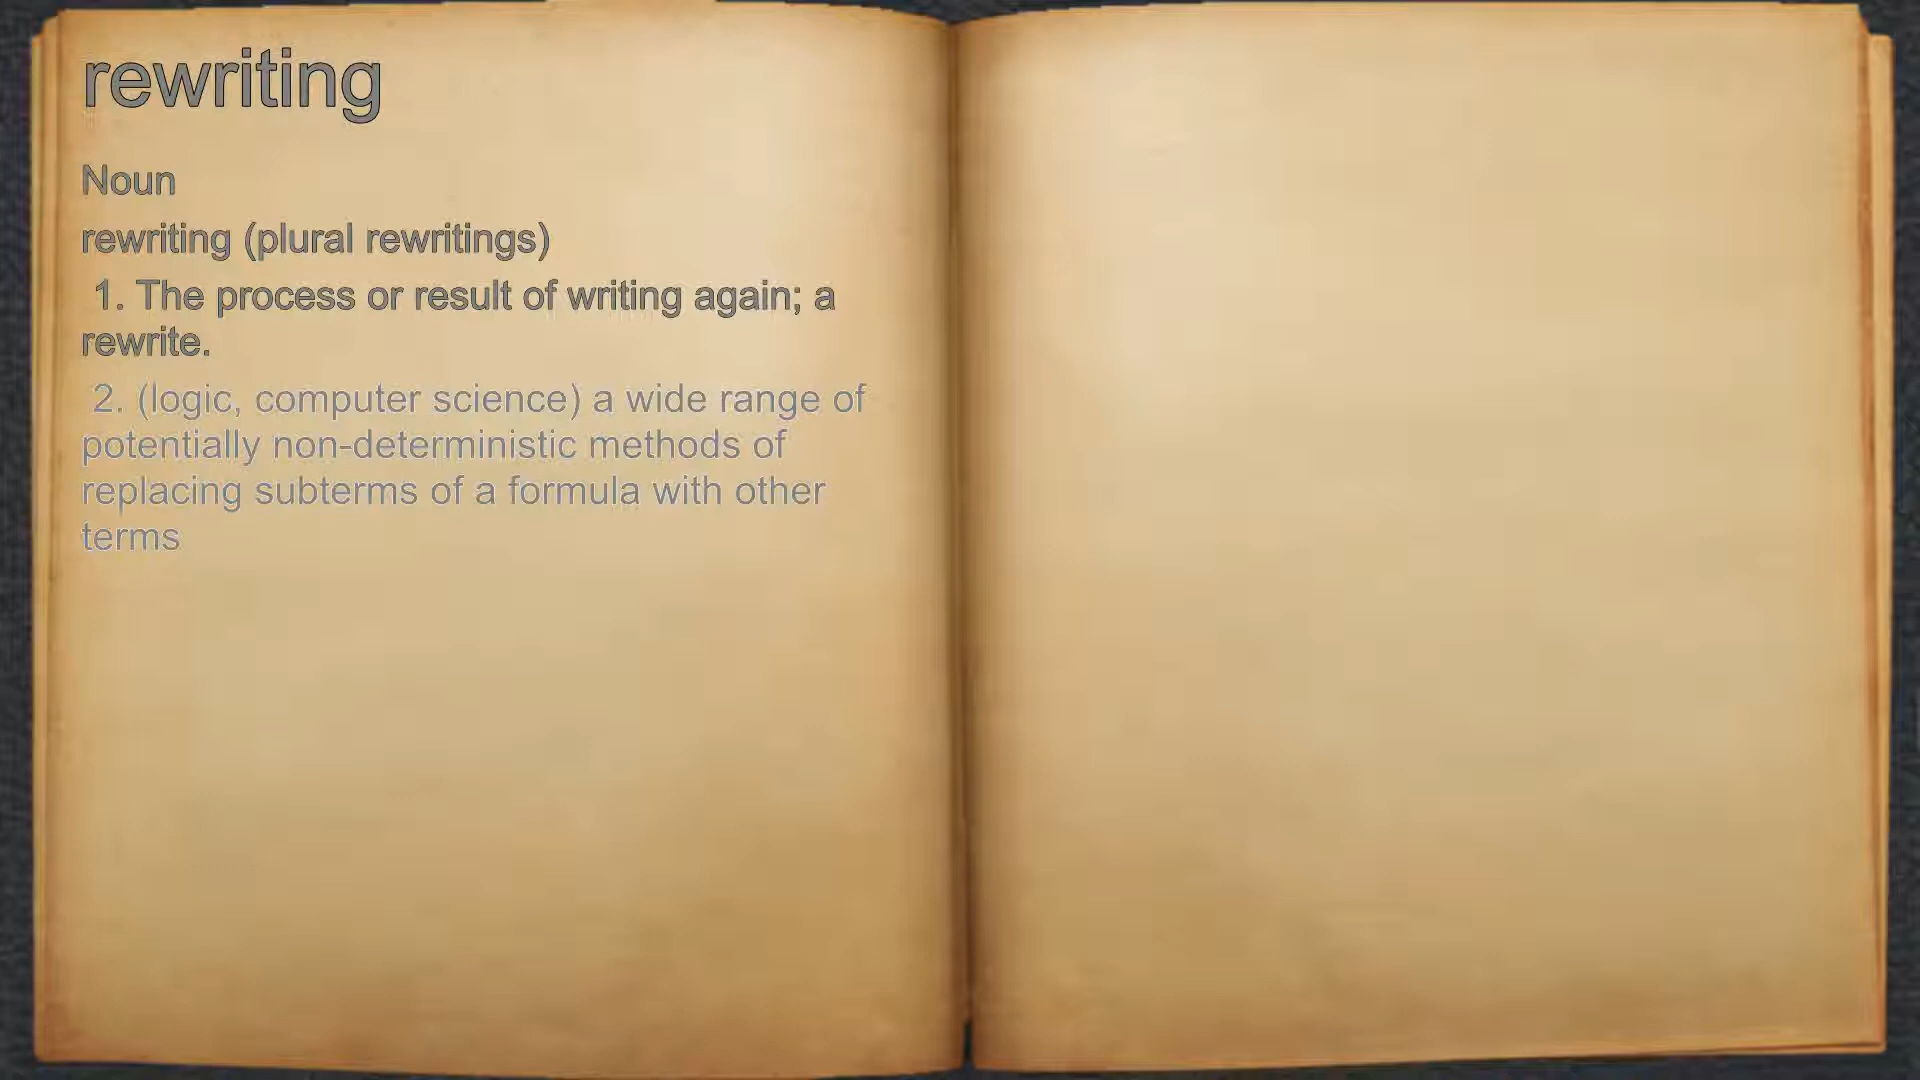 rewriting
Noun
rewriting (plural rewritings)
1. The process or result of writing again; a
rewrite.
2. (logic, computer science) a wide range of
potentially non-deterministic methods of
replacing subterms of a formula with other
terms